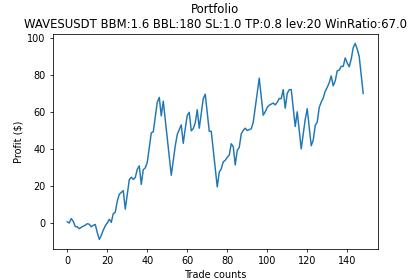 Portfolio
WAVESUSDT BBM:1.6 BBL:180 SL:1.0 TP:0.8 lev:20 WinRatio:67.0
100
80
60
40
20
0
Profit ($)
0 20 40 60 80 100 120 140
Trade counts